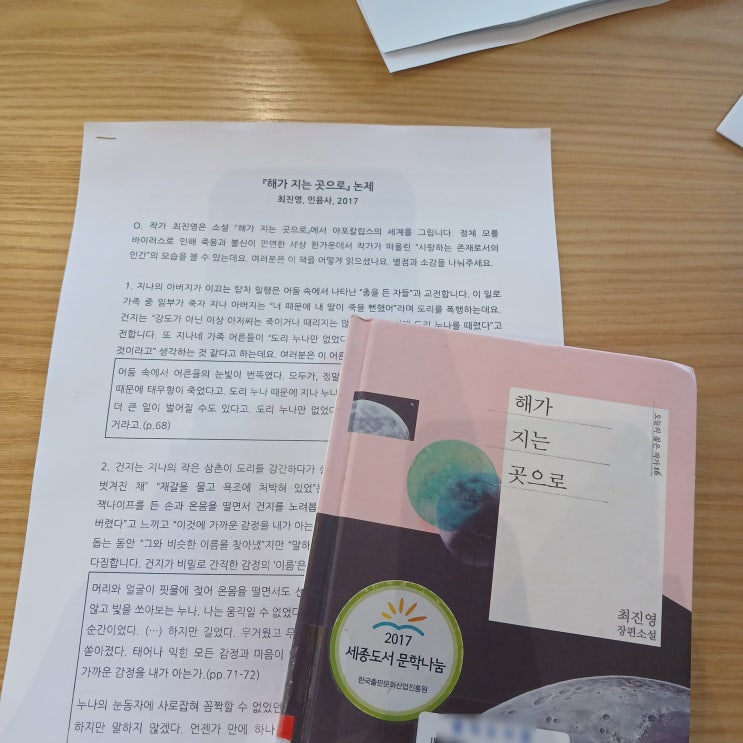 『해가 지는 곳으로』 논제
최진영, 민음사, 2017
0. 작가 최진영은 소설 『해가 지는 곳으로』에서 아포칼립스의 세계를 그립니다. 정체 모를
바이러스로 인해 죽음과 불신이 만연한 세상 한가운데서 작가가 떠올린 "사랑하는 존재로서의
인간"의 모습을 볼 수 있는데요. 여러분은 이 책을 어떻게 읽으셨나요. 별점과 소감을 나눠주세요.
1. 지나의 아버지가 이끄는 탑차 일행은 어둠 속에서 나타난 "총을 든 자들"과 교전합니다. 이 일로
가족 중 일부가 죽자 지나 아버지는 "너 때문에 내 딸이 죽을 뻔했어"라며 도리를 폭행하는데요.
건지는 "강도가 아닌 이상 아저씨는 죽이거나 때리지는 도리 누나를 때렸다"고
전합니다. 또 지나네 가족 어른들이 "도리 누나만 없었다
것이라고" 생각하는 것 같다고 하는데요. 여러분은 이 어른
어둠 속에서 어른들의 눈빛이 번뜩였다. 모두가, 정말
때문에 태우형이 죽었다고. 도리 누나 때문에 지나 누나
더 큰 일이 벌어질 수도 있다고. 도리 누나만 없었다
거라고.(p.68)
2. 건지는 지나의 작은 삼촌이 도리를 강간하다가
벗겨진 채" "재갈을 물고 욕조에 처박혀 있었"는
잭나이프를 든 손과 온몸을 떨면서 건지를 노려봅
버렸다"고 느끼고 "이것에 가까운 감정을 내가 아는
돕는 동안 "그와 비슷한 이름을 찾아냈"지만 "말하
다짐합니다. 건지가 비밀로 간직한 감정의 '이름'은
머리와 얼굴이 핏물에 젖어 온몸을 떨면서도
않고 빛을 쏘아보는 누나, 나는 움직일 수 없었다
순간이었다. (…) 하지만 길었다. 무거웠고
쏟아졌다. 태어나 익힌 모든 감정과 마음이
가까운 감정을 내가 아는가.(pp.71-72)
누나의 눈동자에 사로잡혀 꼼짝할 수 없었던
하지만 말하지 않겠다. 언젠가 만에 하나
해가
지는
곳으로
오늘의 젊은 작가 16
최진영
장편소설
2017
세종도서 문학나눔
한국출판문화산업진흥원